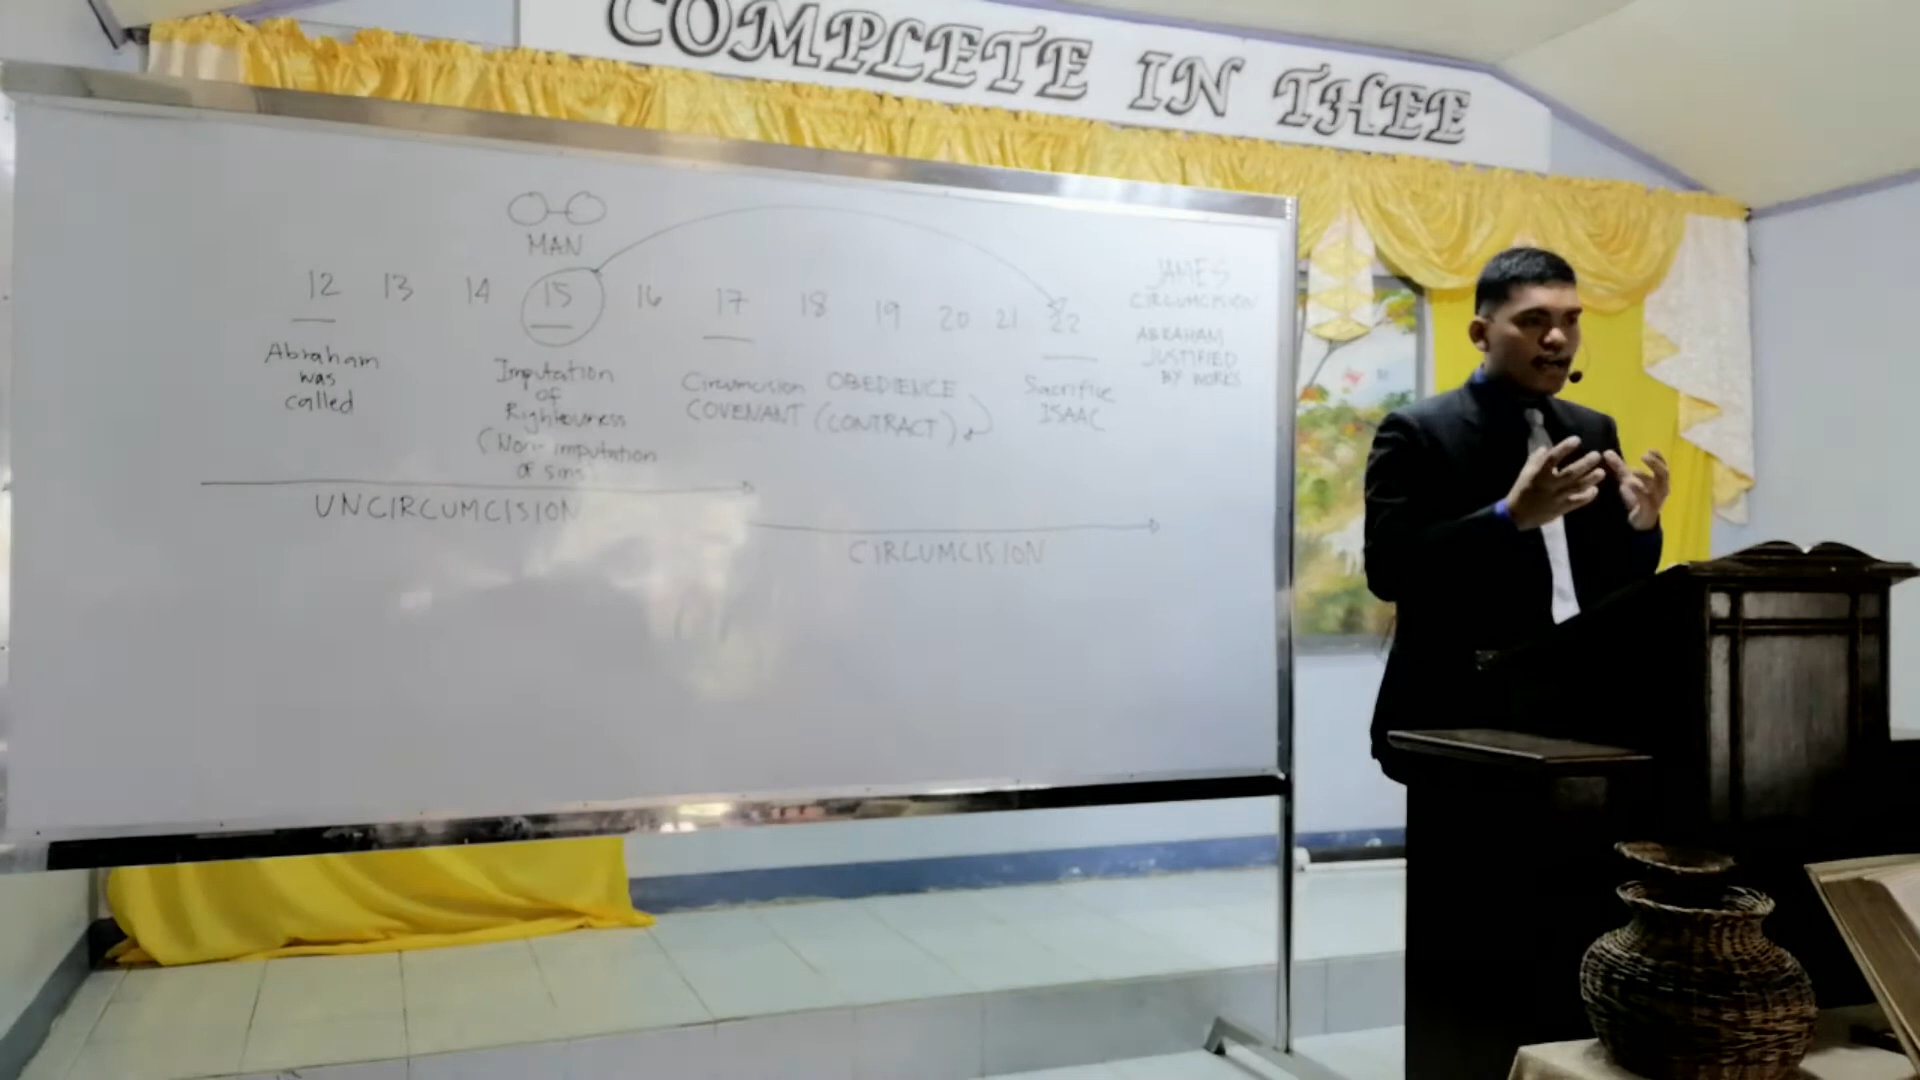 COMPLETE IN THEE
MAN
12 13 14 15 16 17 18 19 20 21 22
Abraham
was
called
Imputation
of
Righteousness
(Non-imputation
of sins
Circumcision OBEDIENCE
COVENANT (CONTRACT)
Sacrifice
ISAAC
JAMES
CIRCUMCISION
ABRAHAM
JUSTIFIED
BY WORKS
UNCIRCUMCISION
CIRCUMCISION